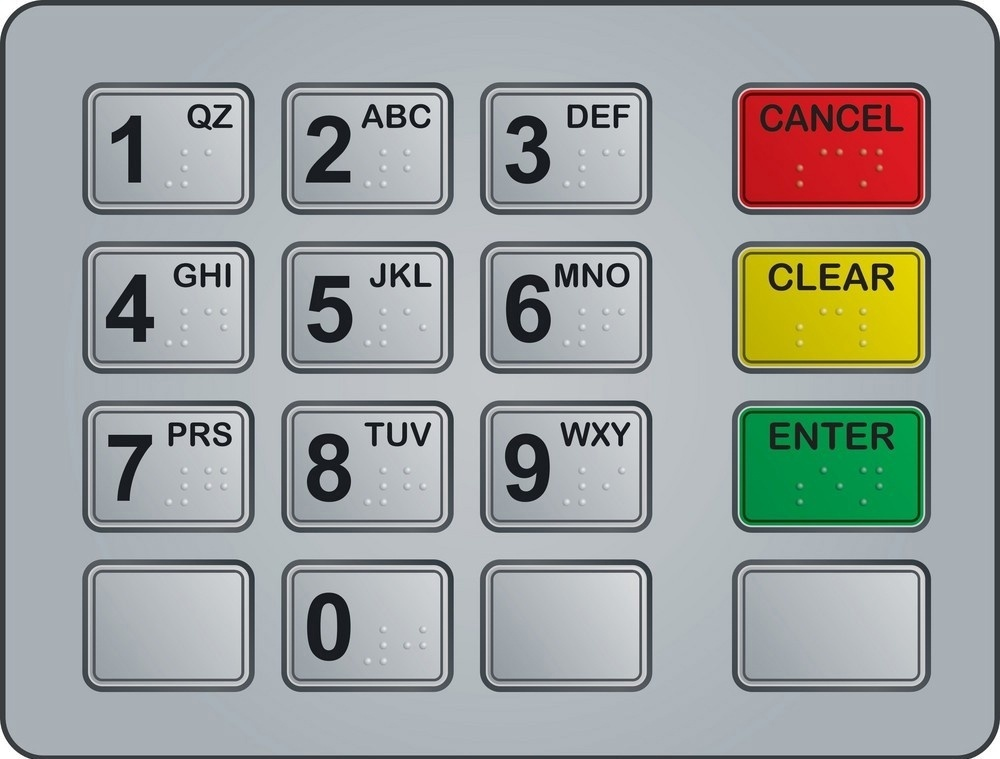 1 QZ
2 ABC
3 DEF
CANCEL
4 GHI
5 JKL
6 MNO
CLEAR
7 PRS
8 TUV
9 WXY
ENTER
0